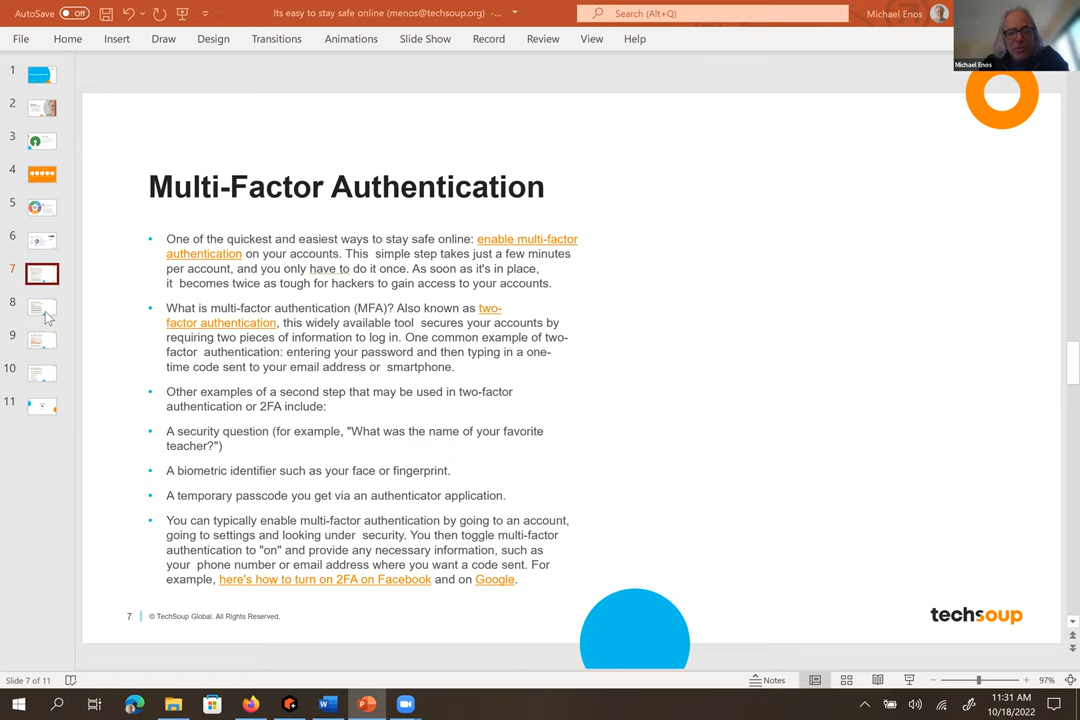 AutoSave Off
Its easy to stay safe online (menos@techsoup.org) -...
Search (Alt+Q)
Michael Enos
File Home Insert Draw Design Transitions Animations Slide Show Record Review View Help
Michael Enos
1
2
3
4
5
6
7
8
9
10
11
Multi-Factor Authentication
One of the quickest and easiest ways to stay safe online: enable multi-factor
authentication on your accounts. This simple step takes just a few minutes
per account, and you only have to do it once. As soon as it's in place,
it becomes twice as tough for hackers to gain access to your accounts.
What is multi-factor authentication (MFA)? Also known as two-
factor authentication, this widely available tool secures your accounts by
requiring two pieces of information to log in. One common example of two-
factor authentication: entering your password and then typing in a one-
time code sent to your email address or smartphone.
Other examples of a second step that may be used in two-factor
authentication or 2FA include:
A security question (for example, "What was the name of your favorite
teacher?")
A biometric identifier such as your face or fingerprint.
A temporary passcode you get via an authenticator application.
You can typically enable multi-factor authentication by going to an account,
going to settings and looking under security. You then toggle multi-factor
authentication to "on" and provide any necessary information, such as
your phone number or email address where you want a code sent. For
example, here's how to turn on 2FA on Facebook and on Google.
7 © TechSoup Global. All Rights Reserved.
techsoup
Slide 7 of 11
Notes
97%
11:31 AM
10/18/2022